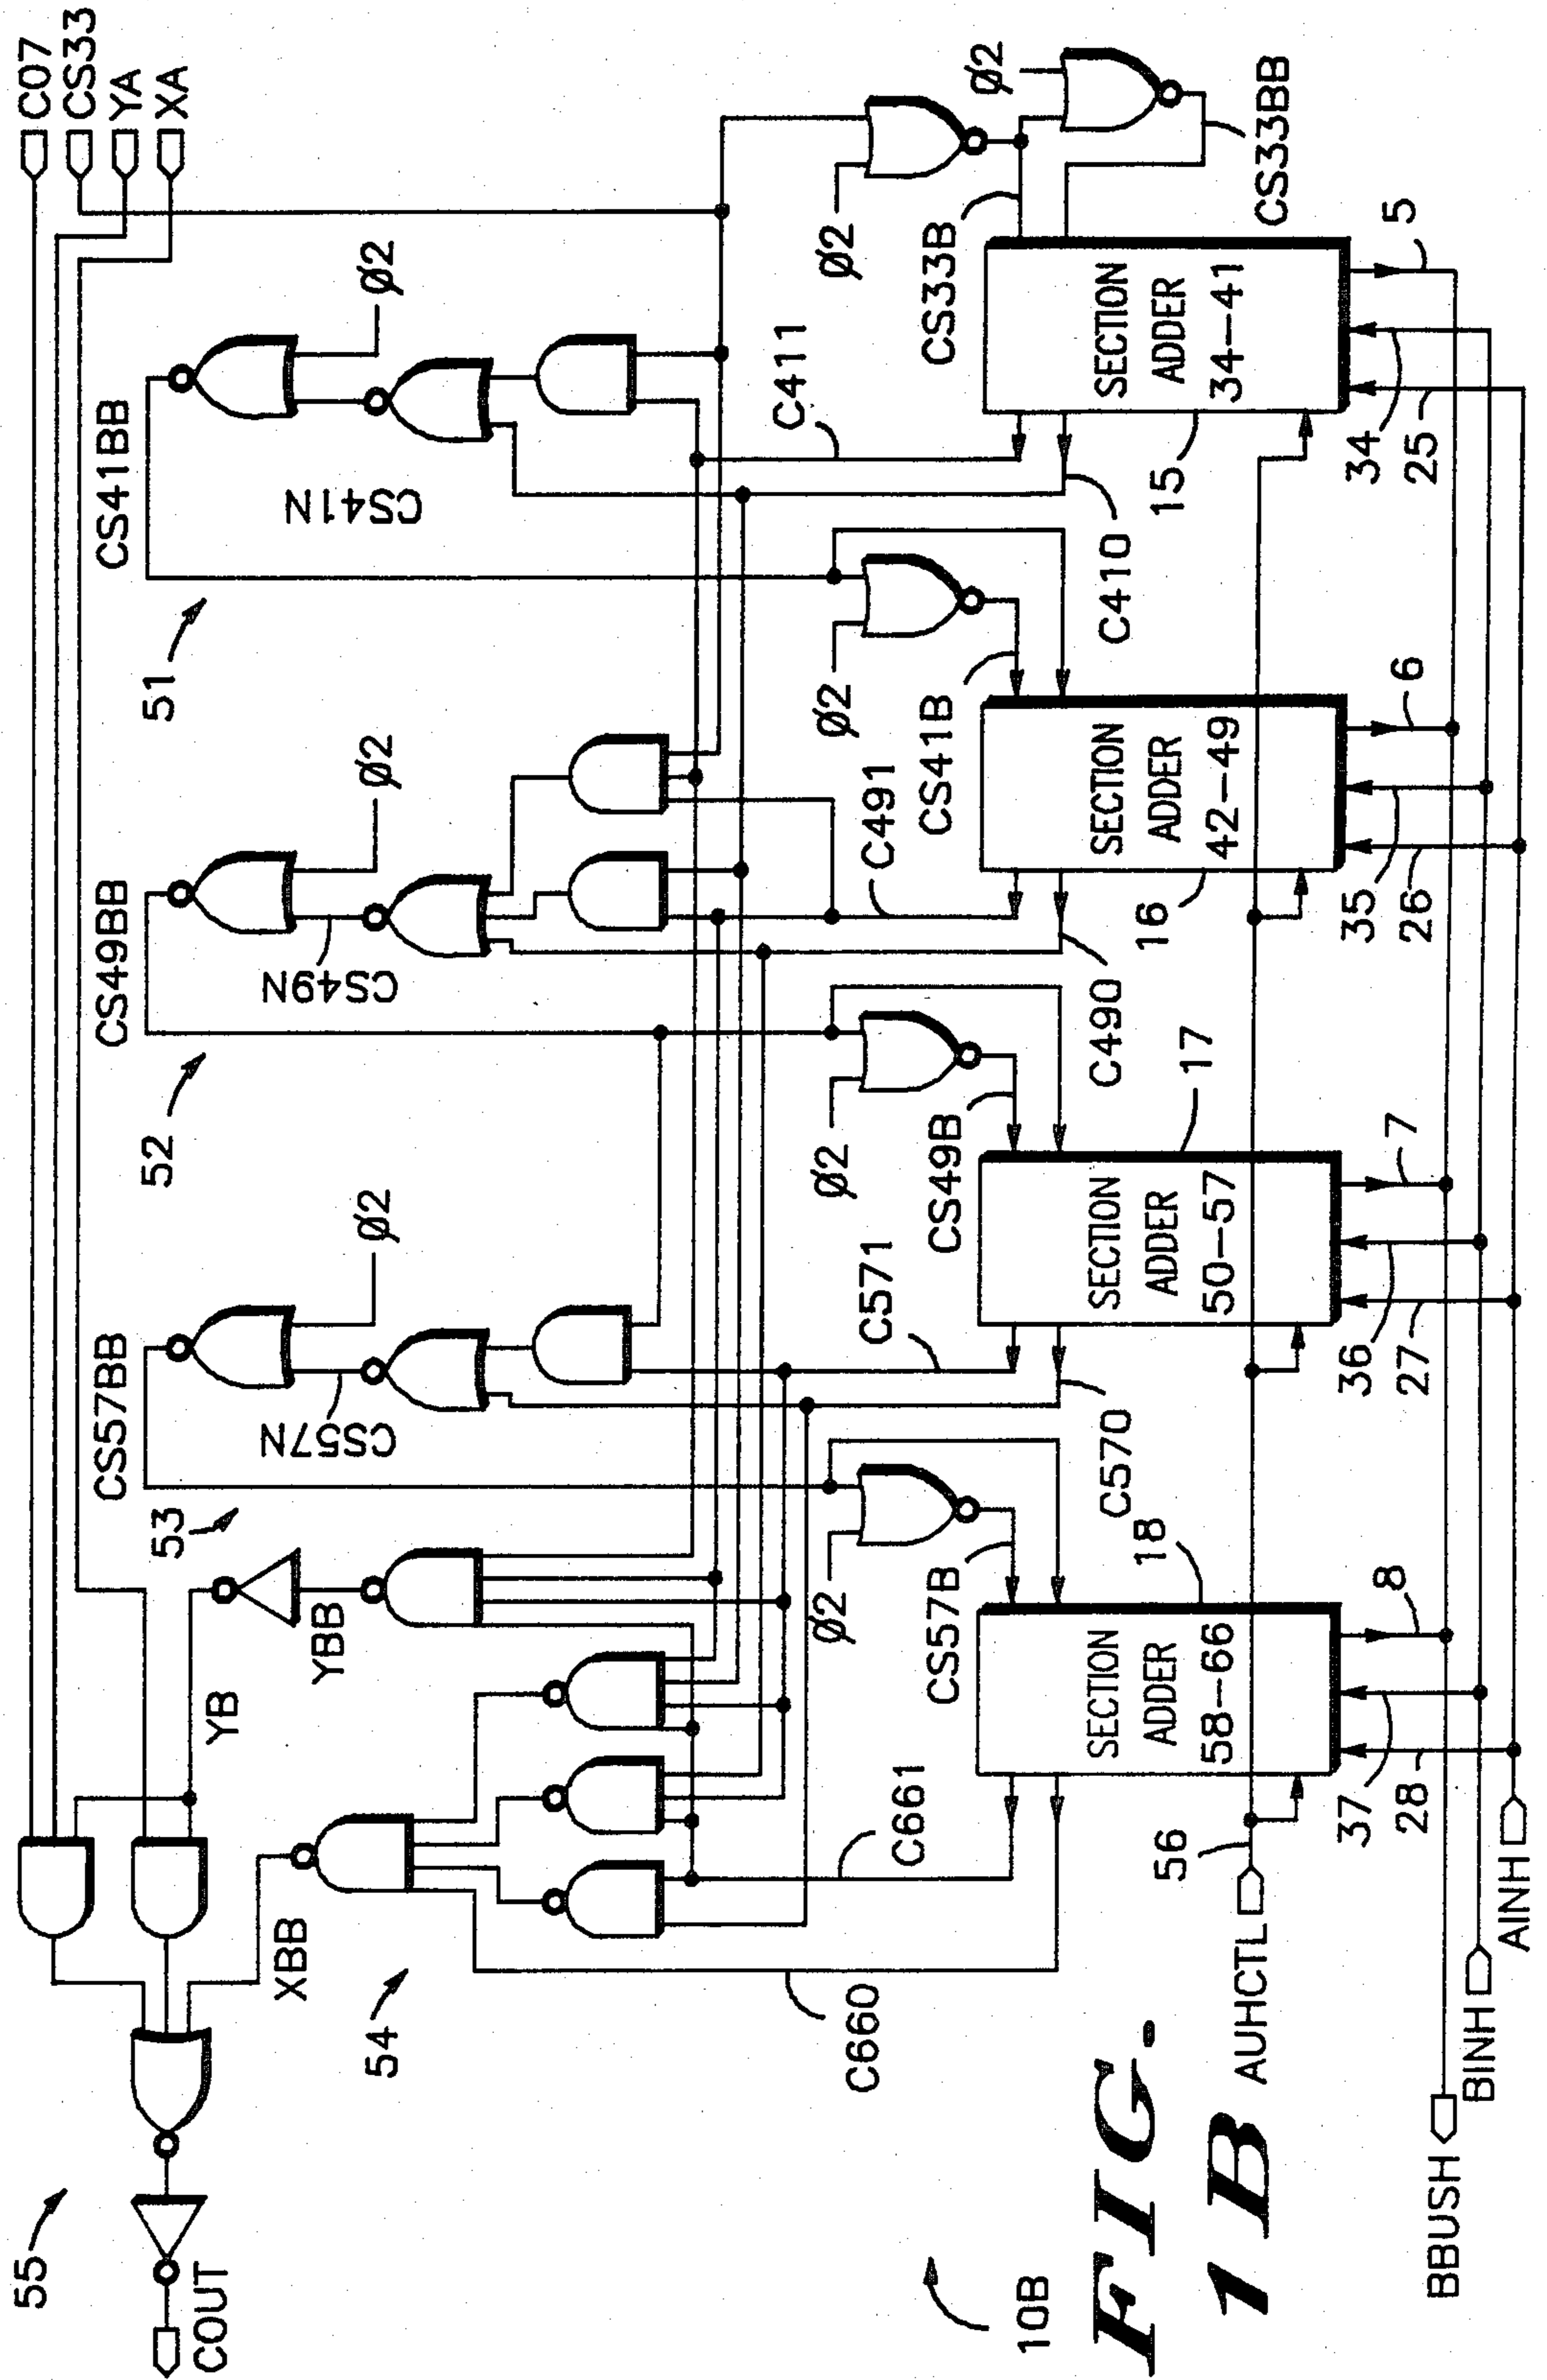 C07
CS33
YA
XA
CS41BB
Ø2
CS41N
51
CS49BB
Ø2
CS49N
52
CS57BB
Ø2
CS57N
53
YB
YBB
XBB
54
55
COUT
Ø2
Ø2
CS33B
CS33BB
C411
C410
Ø2
CS41B
C491
C490
Ø2
CS49B
C571
C570
Ø2
CS57B
C661
C660
SECTION
ADDER
34–41
15
SECTION
ADDER
42–49
16
SECTION
ADDER
50–57
17
SECTION
ADDER
58–66
18
5
34
25
6
35
26
7
36
27
8
37
28
56
AUHCTL
BBUSH
BINH
AINH
10B
FIG.
1B